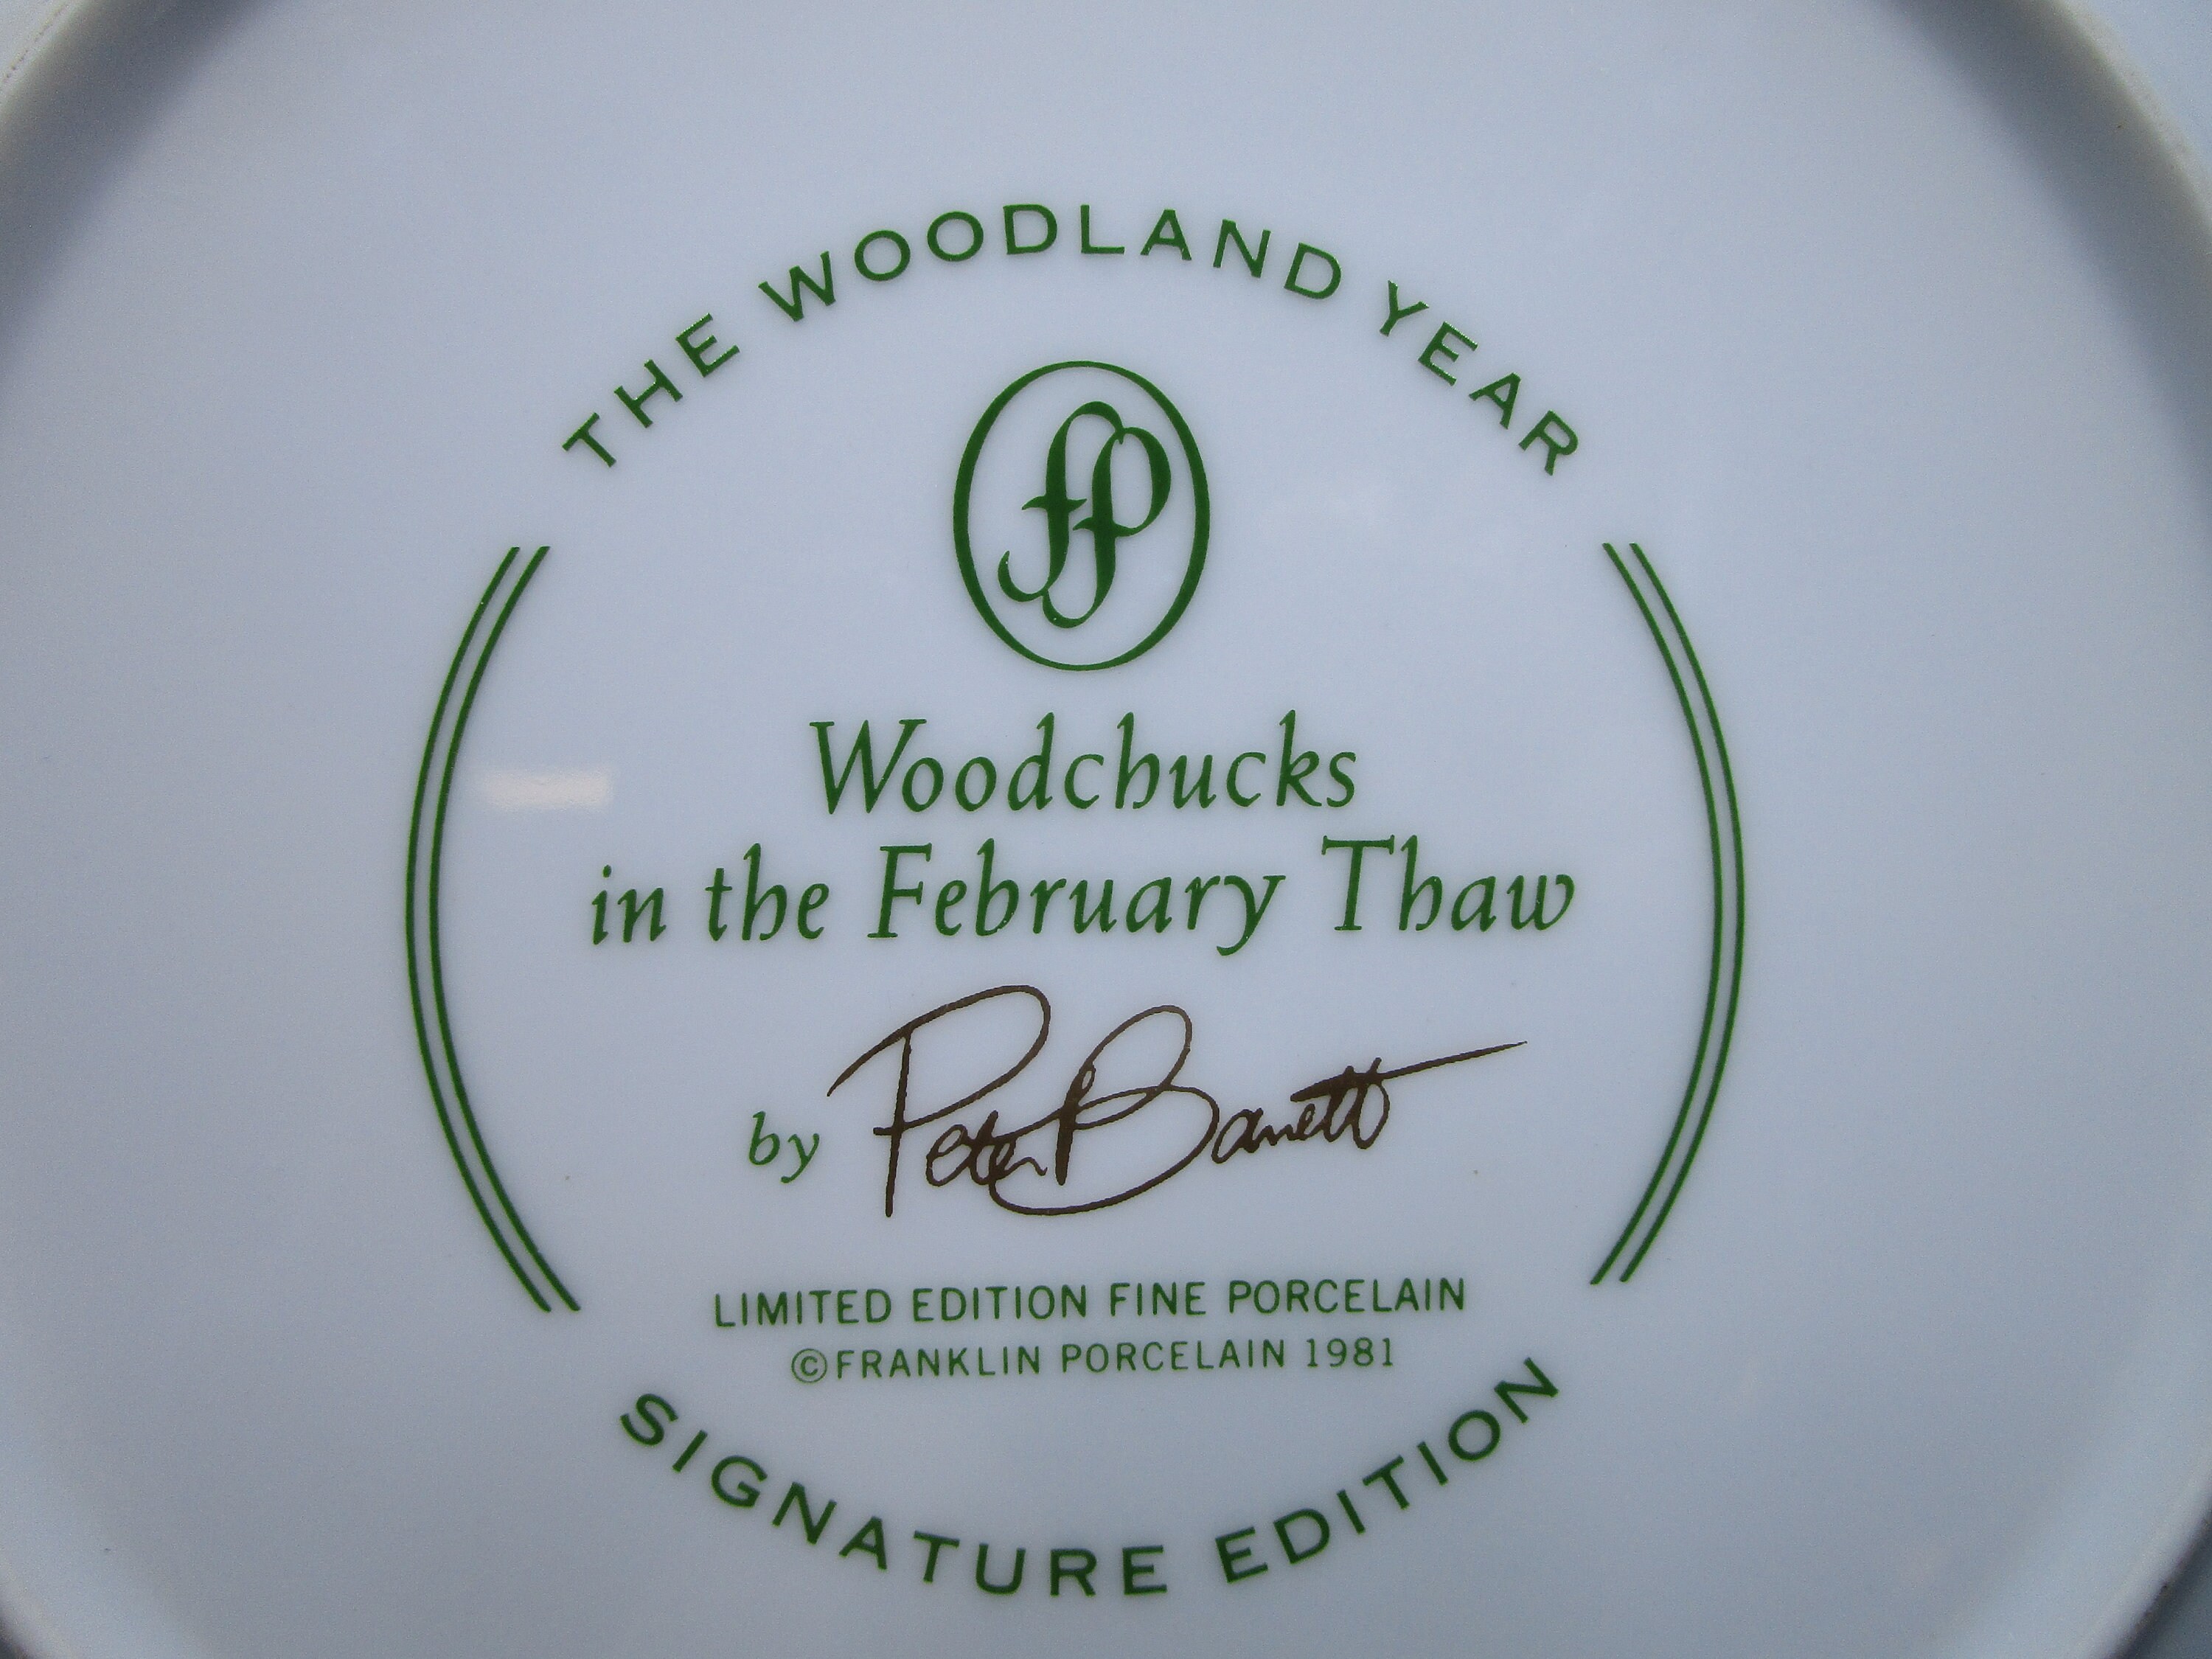 THE WOODLAND YEAR
fP
Woodchucks
in the February Thaw
by Peter Barrett
LIMITED EDITION FINE PORCELAIN
©FRANKLIN PORCELAIN 1981
SIGNATURE EDITION